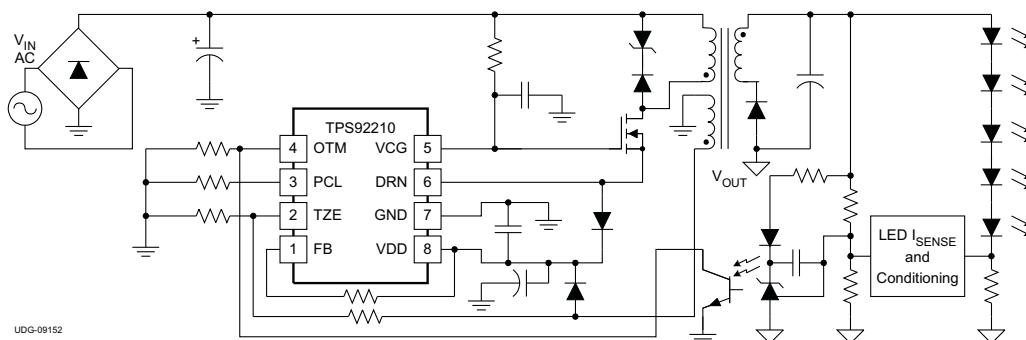 V_IN
AC
+
TPS92210
4 OTM VCG 5
3 PCL DRN 6
2 TZE GND 7
1 FB VDD 8
V_OUT
LED I_SENSE
and
Conditioning
UDG-09152